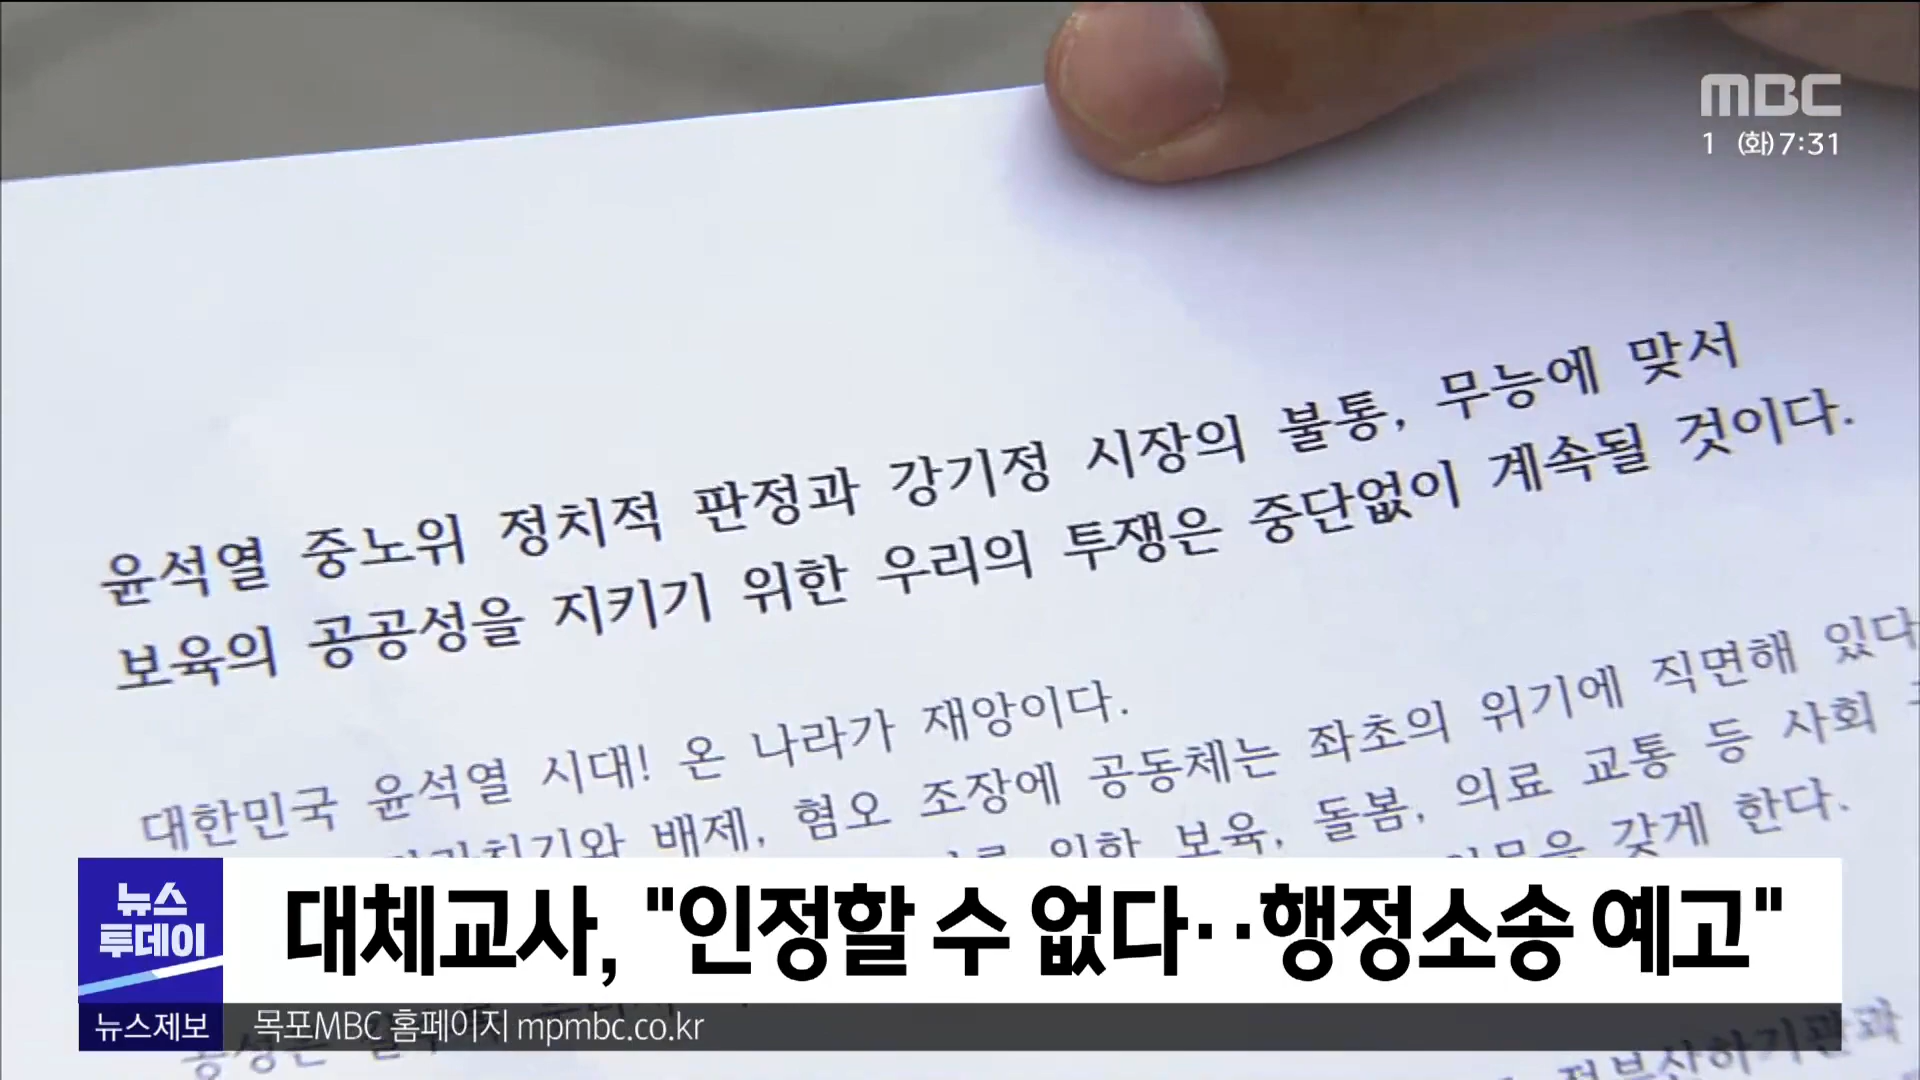 MBC
1 (화) 7:31
윤석열 중노위 정치적 판정과 강기정 시장의 불통, 무능에 맞서
보육의 공공성을 지키기 위한 우리의 투쟁은 중단없이 계속될 것이다.
대한민국 윤석열 시대! 온 나라가 재앙이다.
배제, 혐오 조장에 공동체는 좌초의 위기에 직면해 있다
보육, 돌봄, 의료 교통 등 사회
갖게 한다.
뉴스
투데이
대체교사, "인정할 수 없다··행정소송 예고"
뉴스제보 목포MBC 홈페이지 mpmbc.co.kr